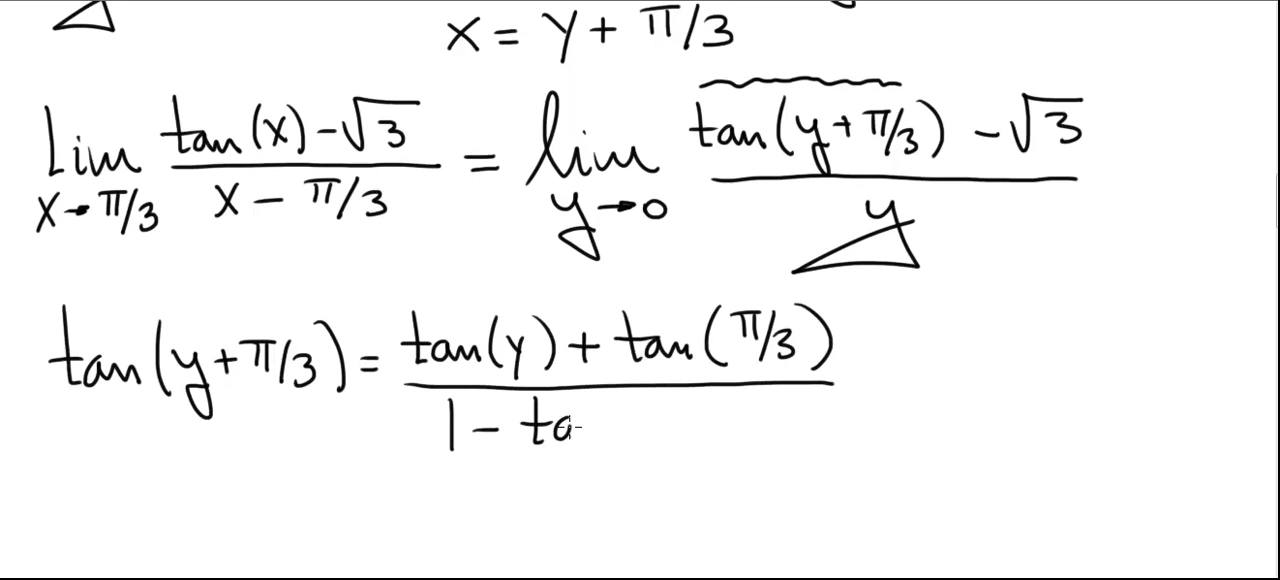 x = y + π/3
Lim x→π/3 (tan(x) - √3)/(x - π/3) = lim y→0 (tan(y + π/3) - √3)/y
tan(y + π/3) = (tan(y) + tan(π/3))/(1 - ta